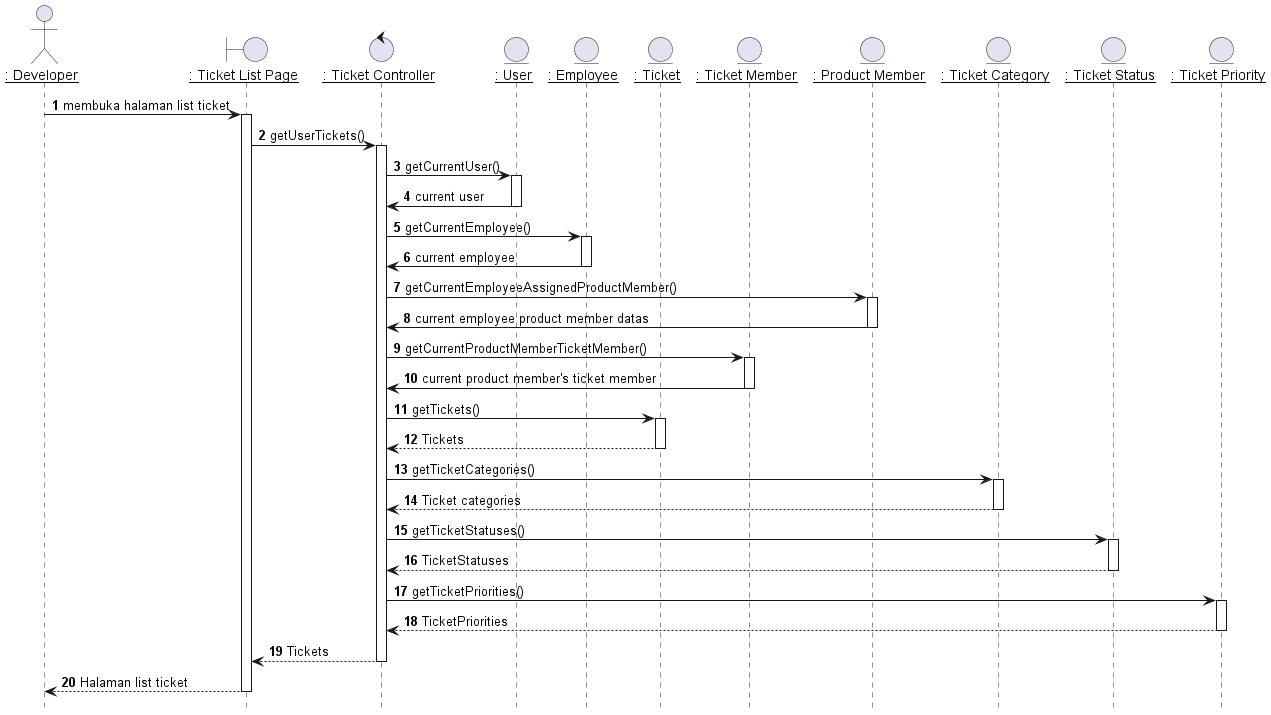 : Developer
: Ticket List Page
: Ticket Controller
: User
: Employee
: Ticket
: Ticket Member
: Product Member
: Ticket Category
: Ticket Status
: Ticket Priority
1 membuka halaman list ticket
2 getUserTickets()
3 getCurrentUser()
4 current user
5 getCurrentEmployee()
6 current employee
7 getCurrentEmployeeAssignedProductMember()
8 current employee product member datas
9 getCurrentProductMemberTicketMember()
10 current product member's ticket member
11 getTickets()
12 Tickets
13 getTicketCategories()
14 Ticket categories
15 getTicketStatuses()
16 TicketStatuses
17 getTicketPriorities()
18 TicketPriorities
19 Tickets
20 Halaman list ticket